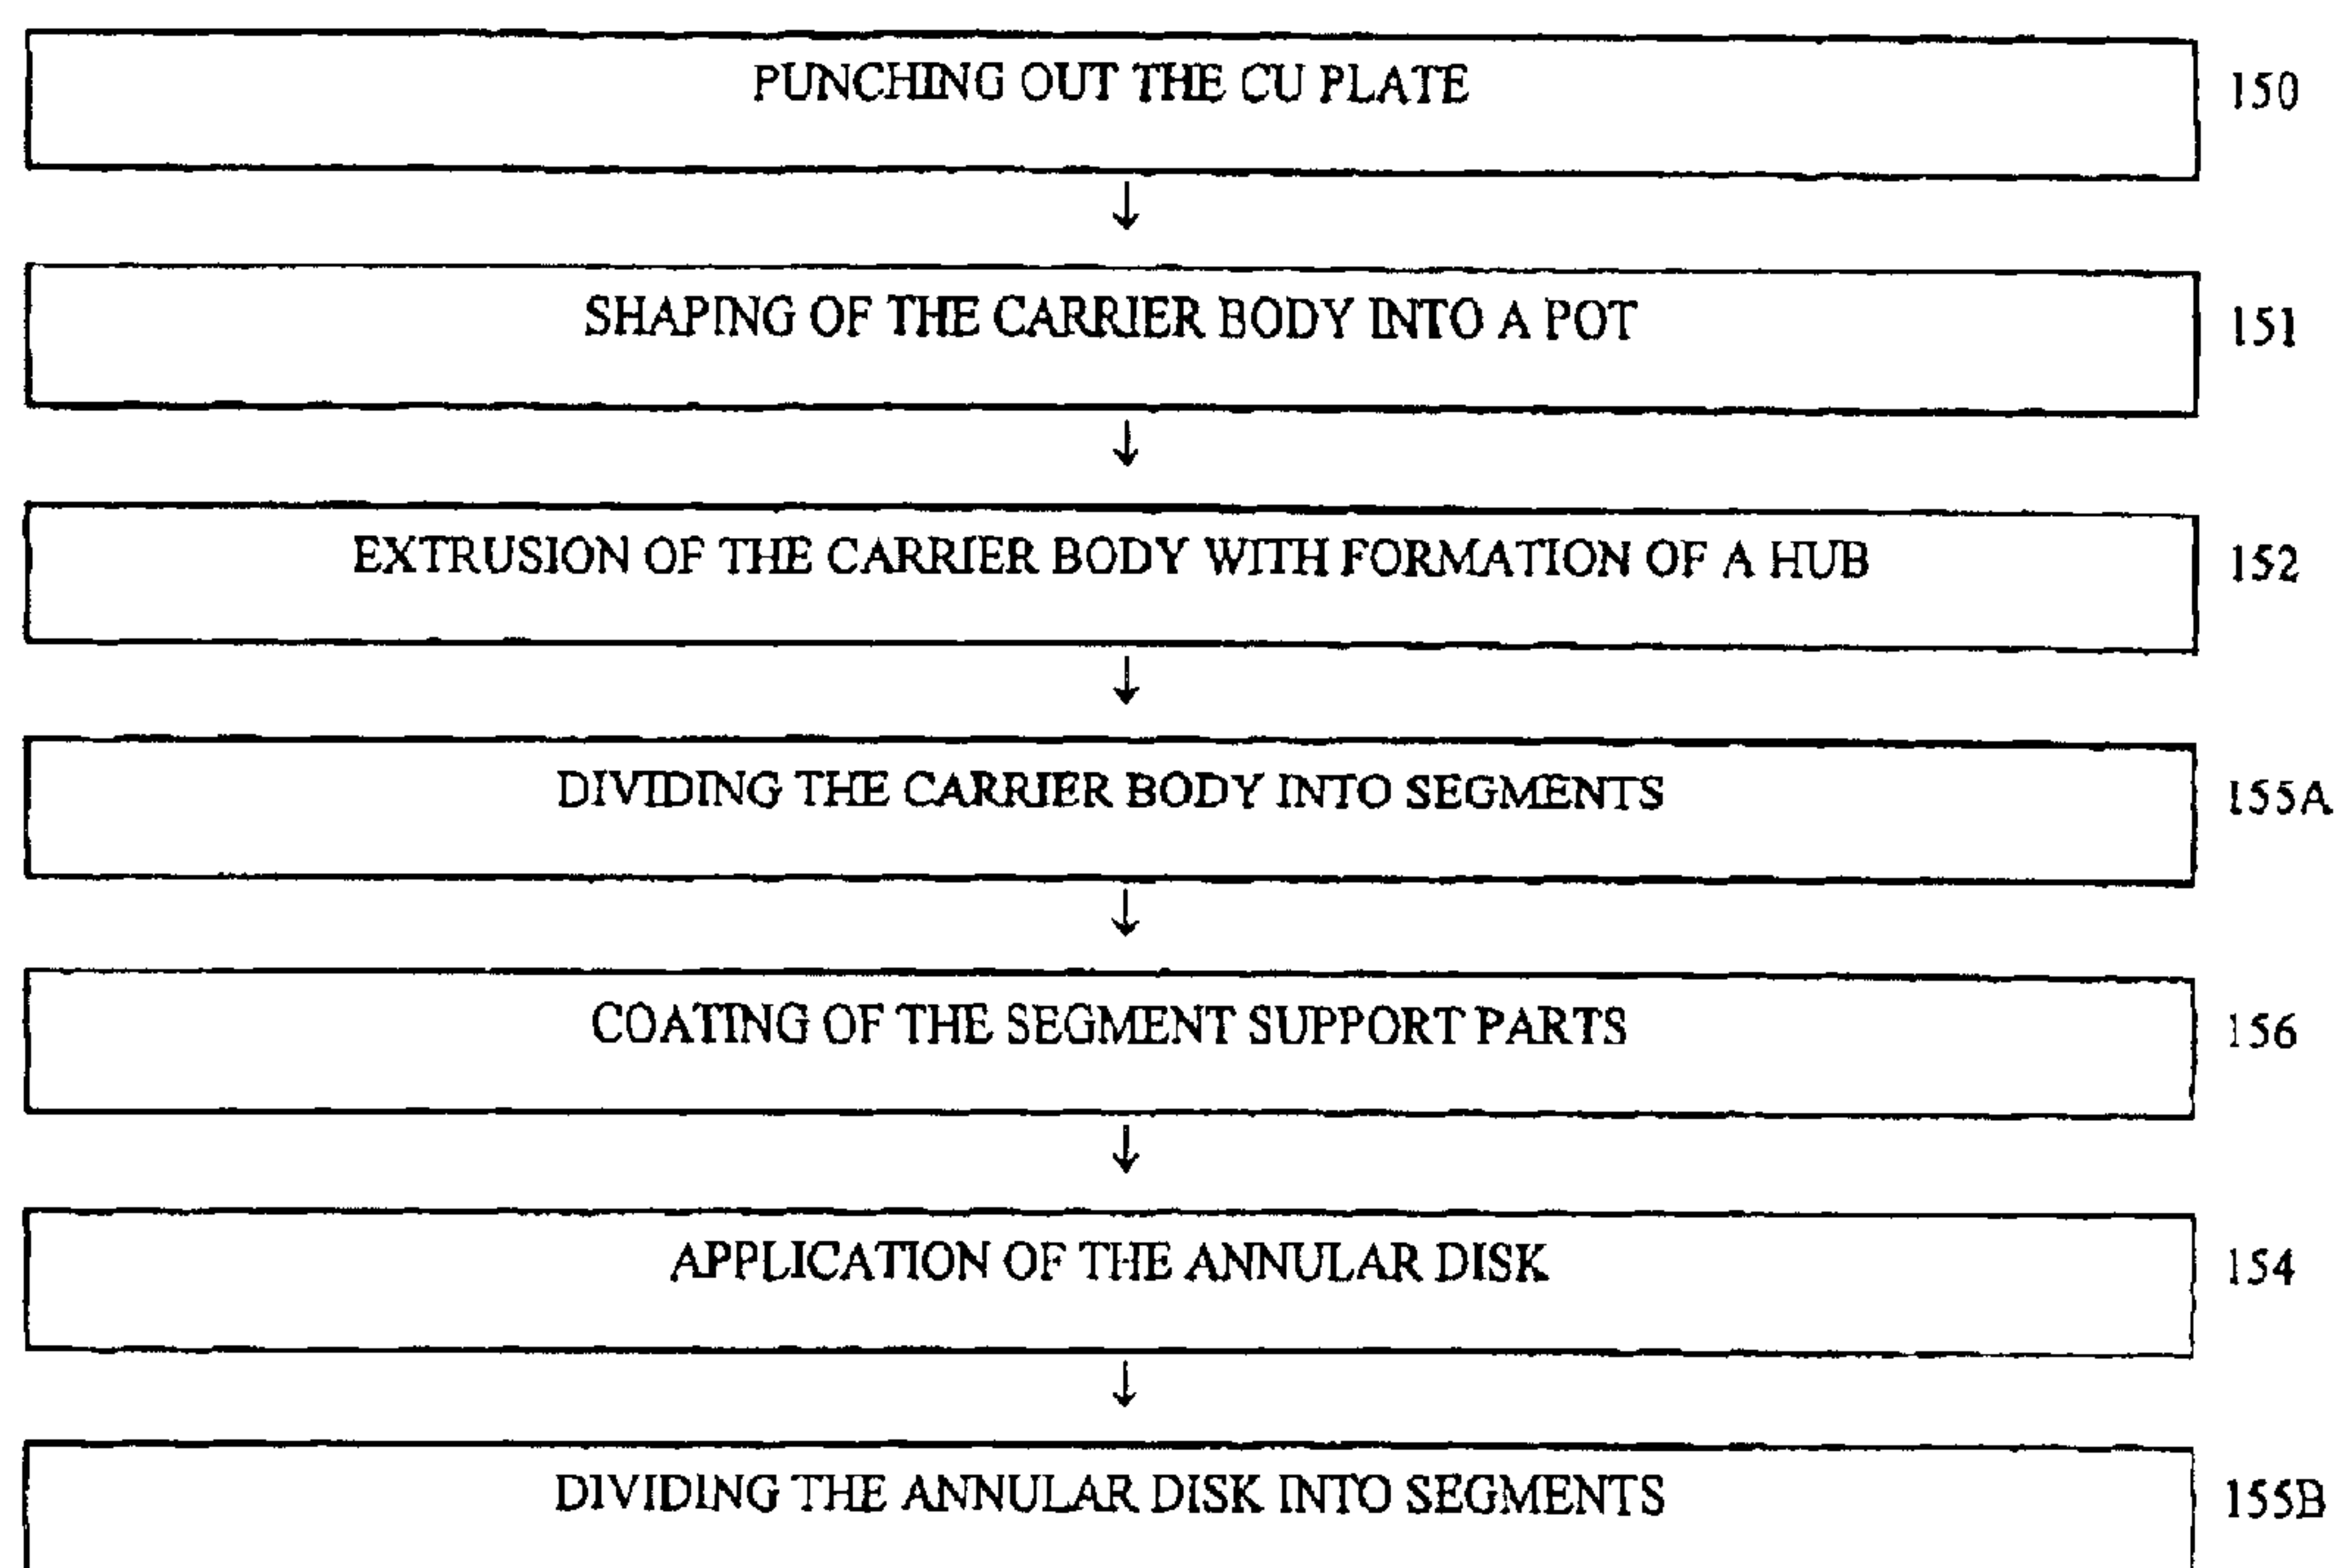 PUNCHING OUT THE CU PLATE 150
SHAPING OF THE CARRIER BODY INTO A POT 151
EXTRUSION OF THE CARRIER BODY WITH FORMATION OF A HUB 152
DIVIDING THE CARRIER BODY INTO SEGMENTS 155A
COATING OF THE SEGMENT SUPPORT PARTS 156
APPLICATION OF THE ANNULAR DISK 154
DIVIDING THE ANNULAR DISK INTO SEGMENTS 155B